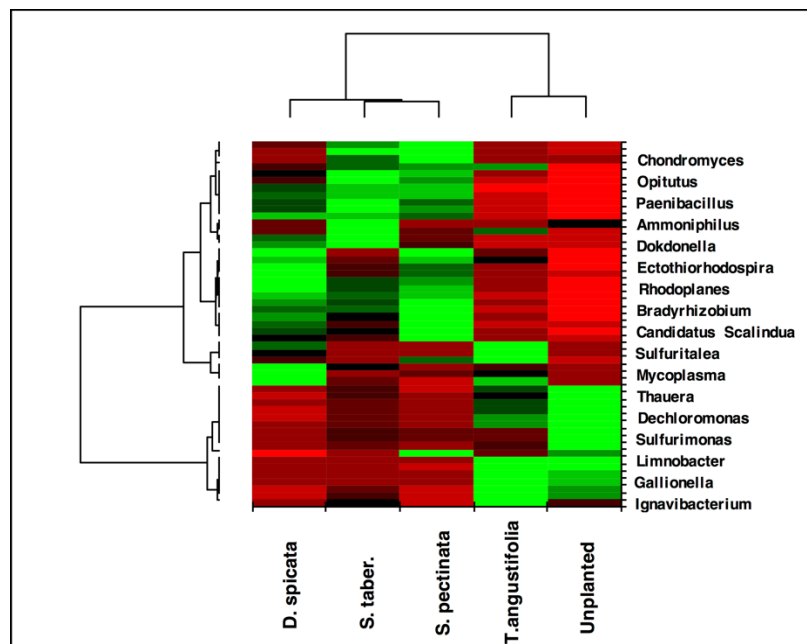 Chondromyces
Opitutus
Paenibacillus
Ammoniphilus
Dokdonella
Ectothiorhodospira
Rhodoplanes
Bradyrhizobium
Candidatus Scalindua
Sulfuritalea
Mycoplasma
Thauera
Dechloromonas
Sulfurimonas
Limnobacter
Gallionella
Ignavibacterium
D. spicata
S. taber.
S. pectinata
T.angustifolia
Unplanted